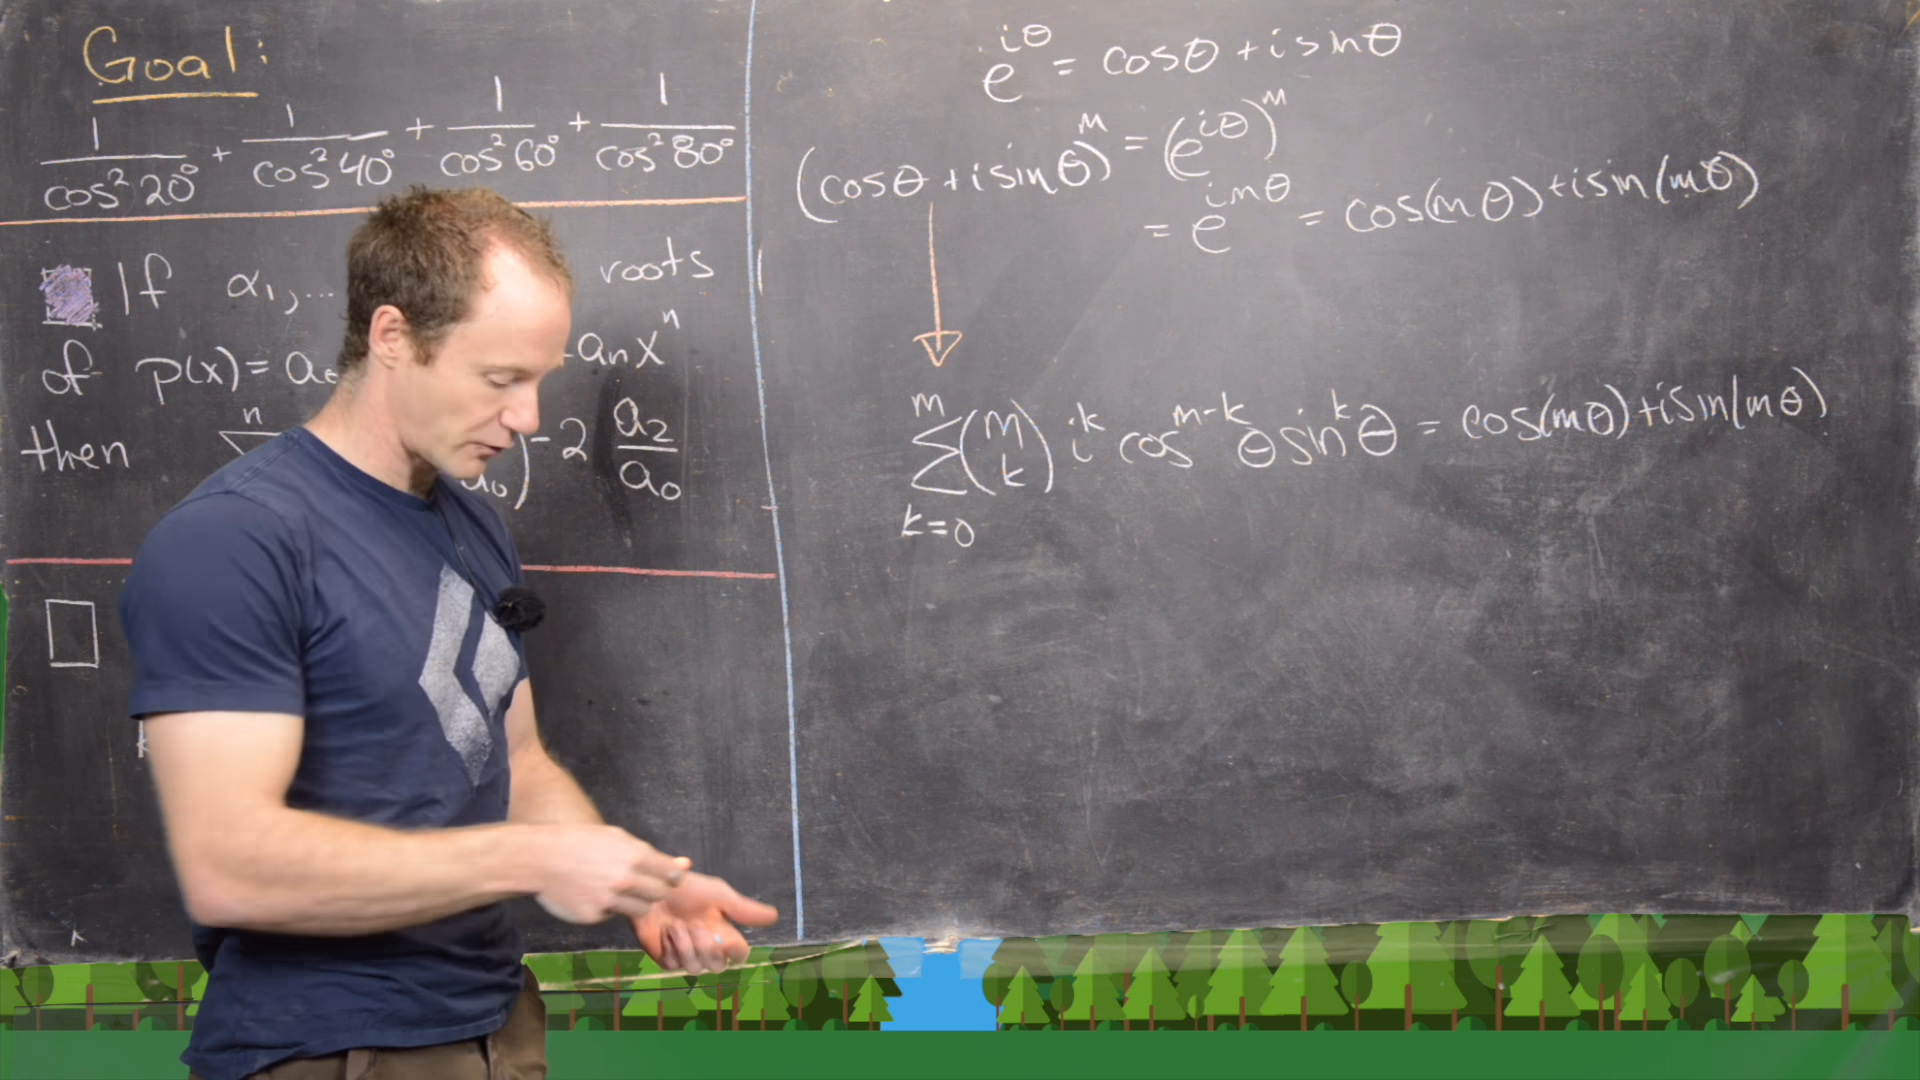 Goal:
1/cos²20° + 1/cos²40° + 1/cos²60° + 1/cos²80°
If α₁,... roots
of p(x) = a aₙxⁿ
then n a₀) - 2 a₂/a₀
k
e^{iθ} = cosθ + i sinθ
(cosθ + i sinθ)^m = (e^{iθ})^m
= e^{imθ} = cos(mθ) + i sin(mθ)
∑_{k=0}^{m} (m k) i^k cos^{m-k}θ sin^kθ = cos(mθ) + i sin(mθ)